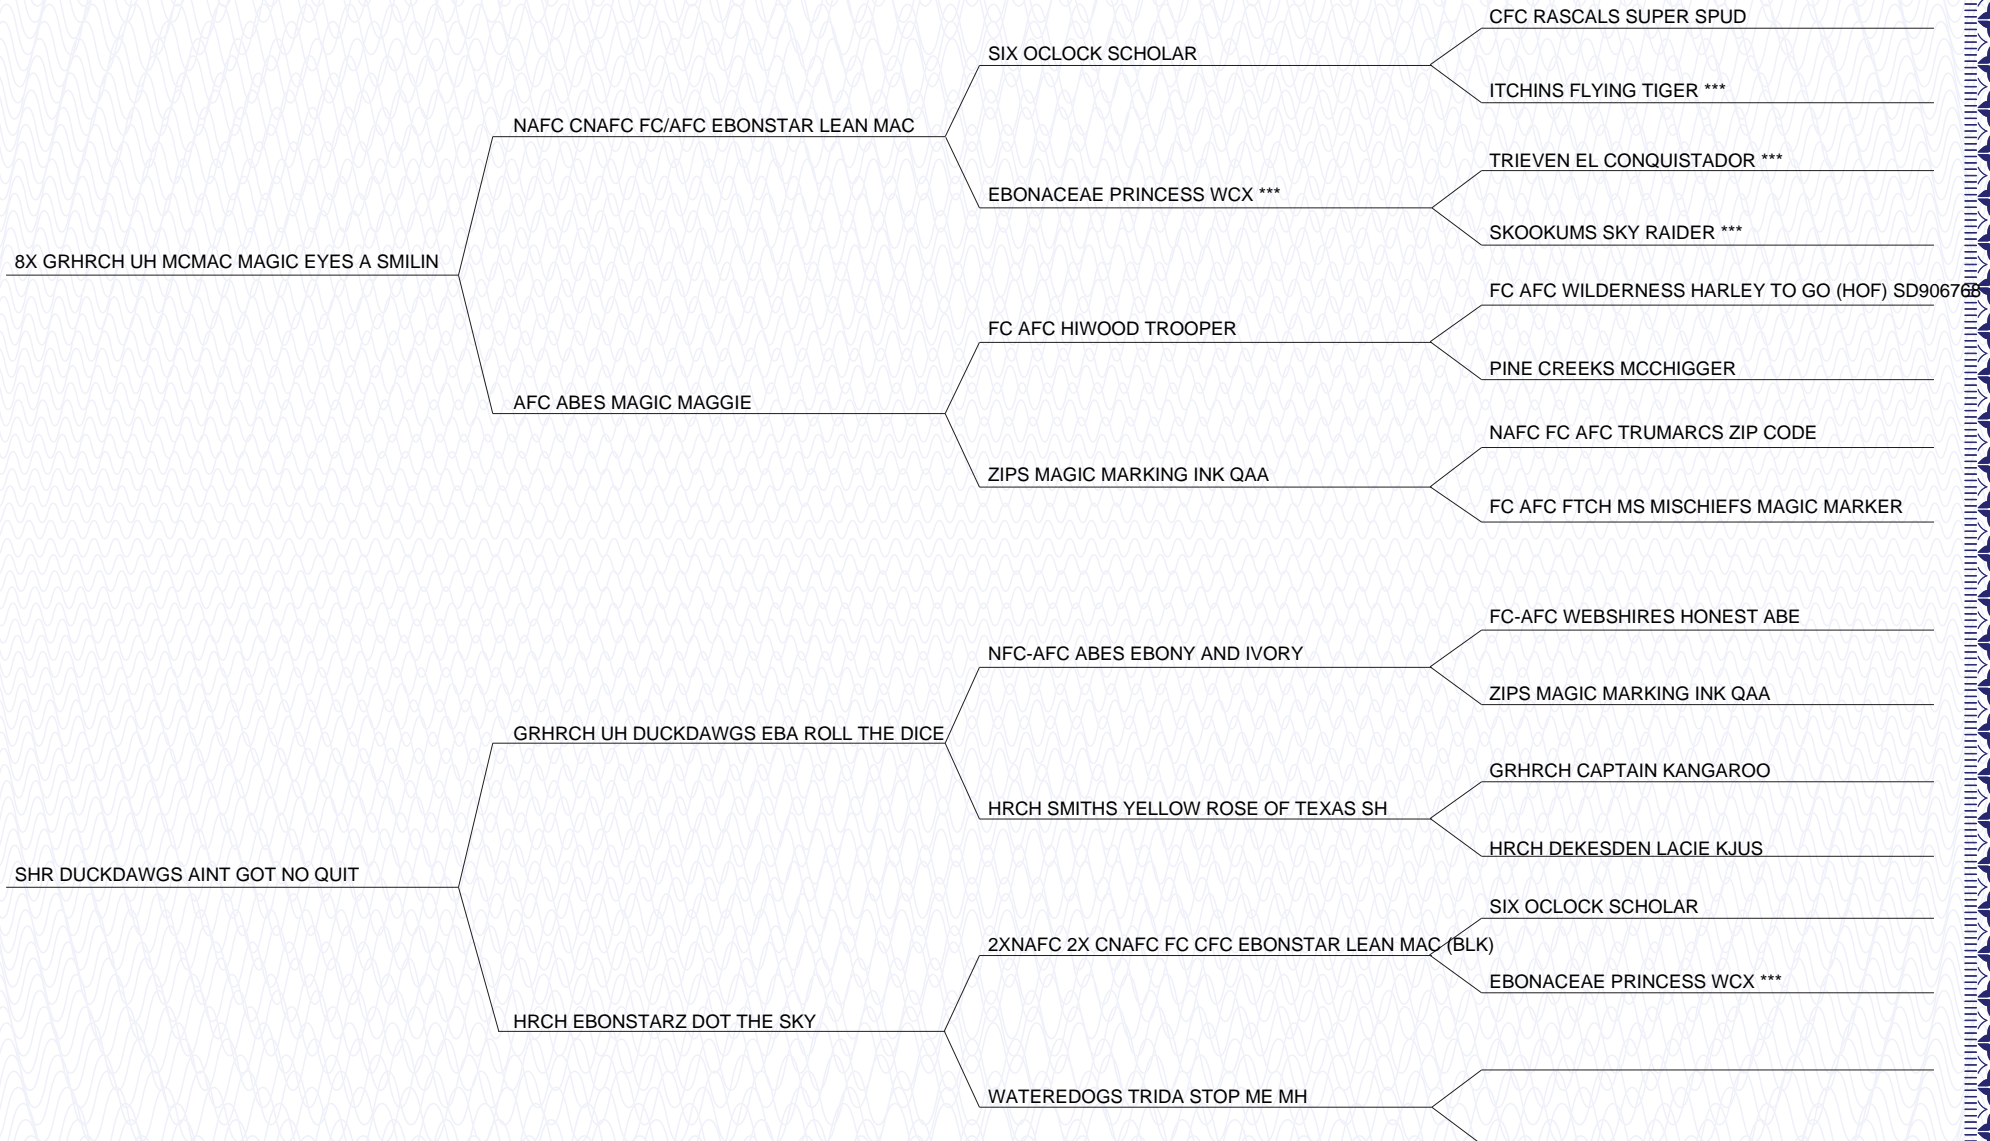 CFC RASCALS SUPER SPUD
SIX OCLOCK SCHOLAR
ITCHINS FLYING TIGER ***
NAFC CNAFC FC/AFC EBONSTAR LEAN MAC
TRIEVEN EL CONQUISTADOR ***
EBONACEAE PRINCESS WCX ***
SKOOKUMS SKY RAIDER ***
8X GRHRCH UH MCMAC MAGIC EYES A SMILIN
FC AFC WILDERNESS HARLEY TO GO (HOF) SD906768
FC AFC HIWOOD TROOPER
PINE CREEKS MCCHIGGER
AFC ABES MAGIC MAGGIE
NAFC FC AFC TRUMARCS ZIP CODE
ZIPS MAGIC MARKING INK QAA
FC AFC FTCH MS MISCHIEFS MAGIC MARKER
FC-AFC WEBSHIRES HONEST ABE
NFC-AFC ABES EBONY AND IVORY
ZIPS MAGIC MARKING INK QAA
GRHRCH UH DUCKDAWGS EBA ROLL THE DICE
GRHRCH CAPTAIN KANGAROO
HRCH SMITHS YELLOW ROSE OF TEXAS SH
HRCH DEKESDEN LACIE KJUS
SHR DUCKDAWGS AINT GOT NO QUIT
SIX OCLOCK SCHOLAR
2XNAFC 2X CNAFC FC CFC EBONSTAR LEAN MAC (BLK)
EBONACEAE PRINCESS WCX ***
HRCH EBONSTARZ DOT THE SKY
WATEREDOGS TRIDA STOP ME MH